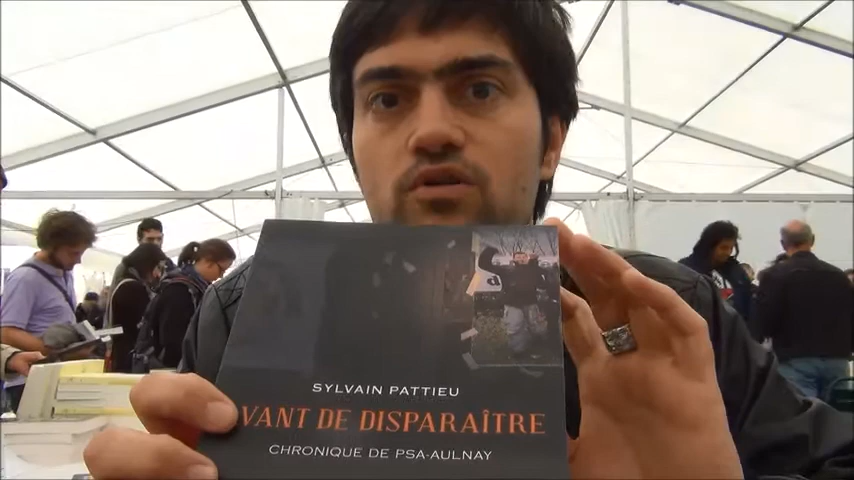 SYLVAIN PATTIEU
VANT DE DISPARAÎTRE
CHRONIQUE DE PSA-AULNAY